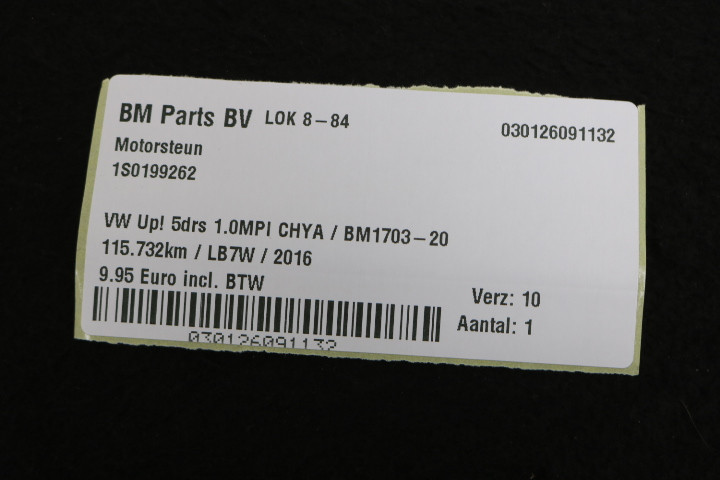 BM Parts BV LOK 8-84 030126091132
Motorsteun
1S0199262
VW Up! 5drs 1.0MPI CHYA / BM1703-20
115.732km / LB7W / 2016
9.95 Euro incl. BTW
Verz: 10
Aantal: 1
030126091132